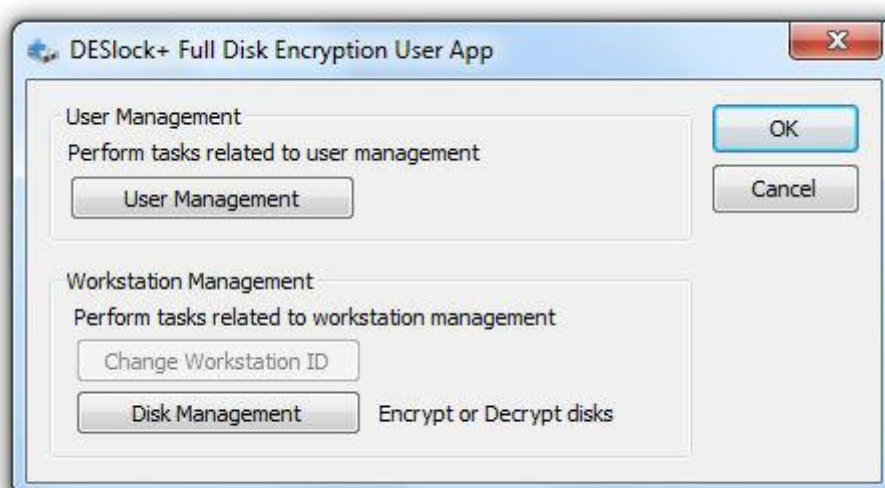 DESlock+ Full Disk Encryption User App
User Management
Perform tasks related to user management
User Management
OK
Cancel
Workstation Management
Perform tasks related to workstation management
Change Workstation ID
Disk Management Encrypt or Decrypt disks